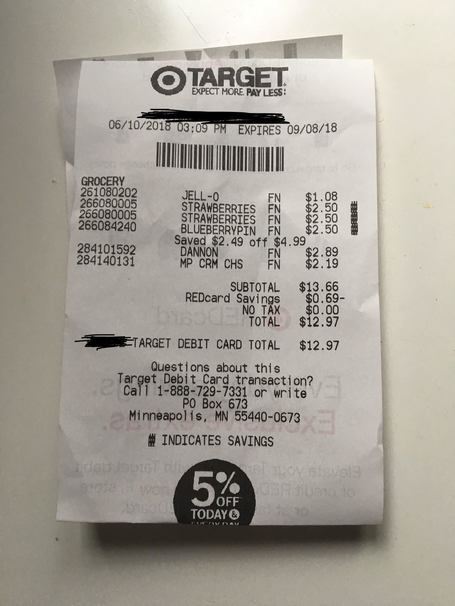 TARGET
EXPECT MORE. PAY LESS.
06/10/2018 03:09 PM EXPIRES 09/08/18
GROCERY
261080202 JELL-O FN $1.08
266080005 STRAWBERRIES FN $2.50
266080005 STRAWBERRIES FN $2.50
266084240 BLUEBERRYPIN FN $2.50
Saved $2.49 off $4.99
284101592 DANNON FN $2.89
284140131 MP CRM CHS FN $2.19
SUBTOTAL $13.66
REDcard Savings $0.69-
NO TAX $0.00
TOTAL $12.97
TARGET DEBIT CARD TOTAL $12.97
Questions about this
Target Debit Card transaction?
Call 1-888-729-7331 or write
PO Box 673
Minneapolis, MN 55440-0673
INDICATES SAVINGS
5%
OFF
TODAY &
EVERY DAY